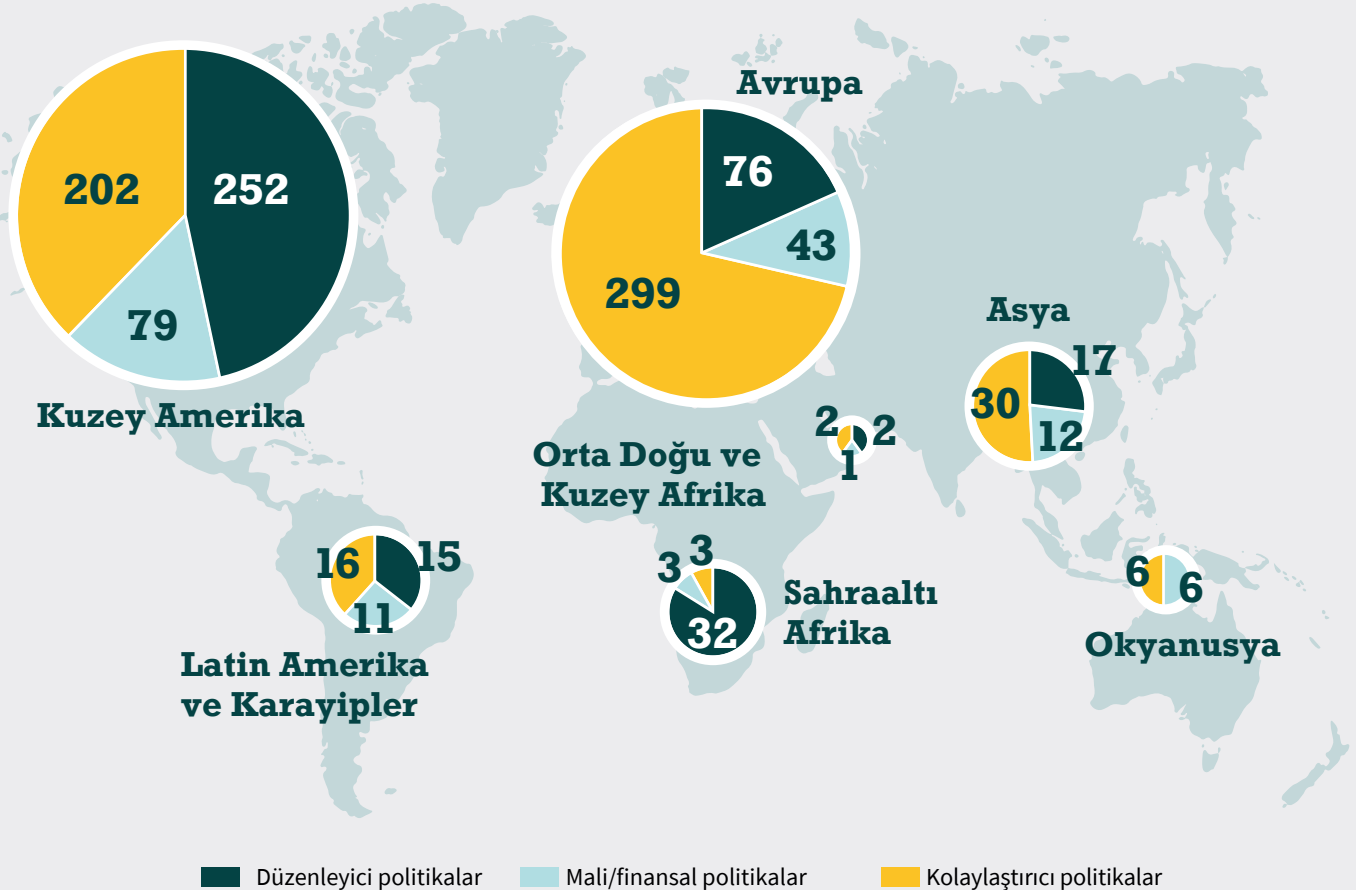 Avrupa
76
43
299
202
252
79
Kuzey Amerika
Asya
17
30
12
2
2
1
Orta Doğu ve
Kuzey Afrika
16
15
11
Latin Amerika
ve Karayipler
3
3
32
Sahraaltı
Afrika
6
6
Okyanusya
Düzenleyici politikalar
Mali/finansal politikalar
Kolaylaştırıcı politikalar